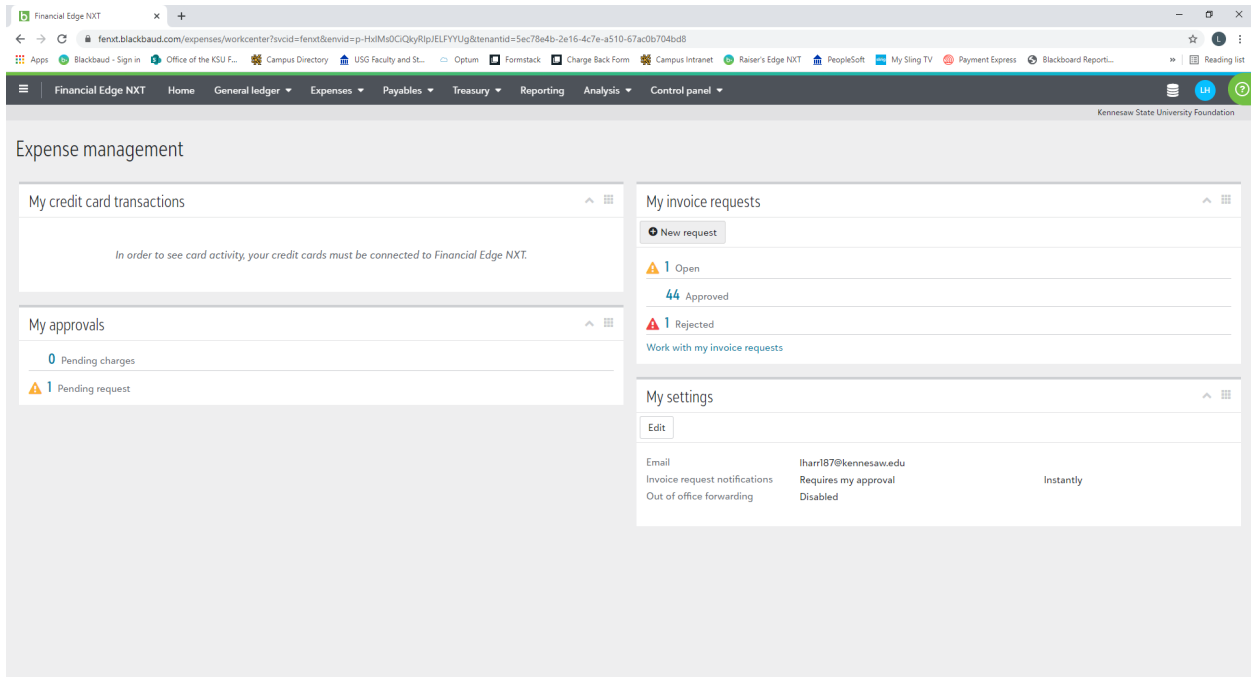 Financial Edge NXT
fenxt.blackbaud.com/expenses/workcenter?svcid=fenxt&envid=p-HxIMs0CiQkyRIpJELFYYUg&tenantid=5ec78e4b-2e16-4c7e-a510-67ac0b704bd8
L
Apps Blackbaud - Sign in Office of the KSU F... Campus Directory USG Faculty and St... Optum Formstack Charge Back Form Campus Intranet Raiser's Edge NXT PeopleSoft My Sling TV Payment Express Blackboard Reporti... » Reading list
Financial Edge NXT Home General ledger Expenses Payables Treasury Reporting Analysis Control panel LH ?
Kennesaw State University Foundation
Expense management
My credit card transactions
In order to see card activity, your credit cards must be connected to Financial Edge NXT.
My approvals
0 Pending charges
1 Pending request
My invoice requests
New request
1 Open
44 Approved
1 Rejected
Work with my invoice requests
My settings
Edit
Email lharr187@kennesaw.edu
Invoice request notifications Requires my approval Instantly
Out of office forwarding Disabled